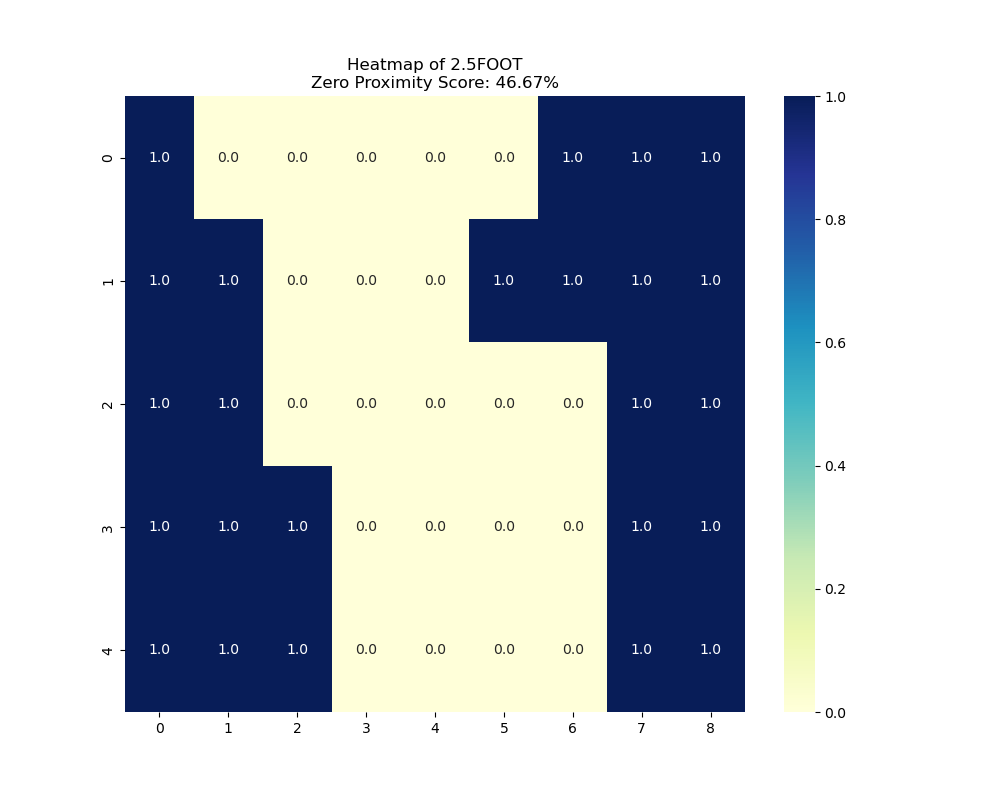 Heatmap of 2.5FOOT
Zero Proximity Score: 46.67%
0 1.0 0.0 0.0 0.0 0.0 0.0 1.0 1.0 1.0
1 1.0 1.0 0.0 0.0 0.0 1.0 1.0 1.0 1.0
2 1.0 1.0 0.0 0.0 0.0 0.0 0.0 1.0 1.0
3 1.0 1.0 1.0 0.0 0.0 0.0 0.0 1.0 1.0
4 1.0 1.0 1.0 0.0 0.0 0.0 0.0 1.0 1.0
0 1 2 3 4 5 6 7 8
1.0
0.8
0.6
0.4
0.2
0.0